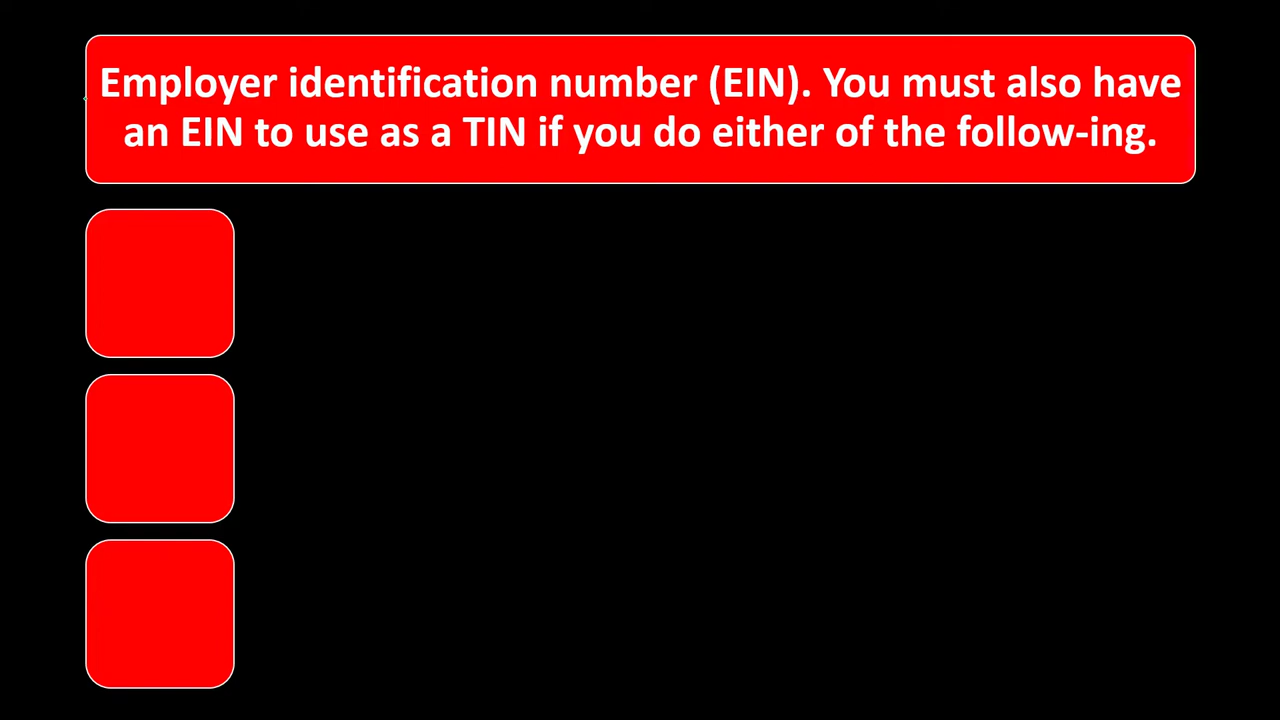 Employer identification number (EIN). You must also have
an EIN to use as a TIN if you do either of the follow-ing.